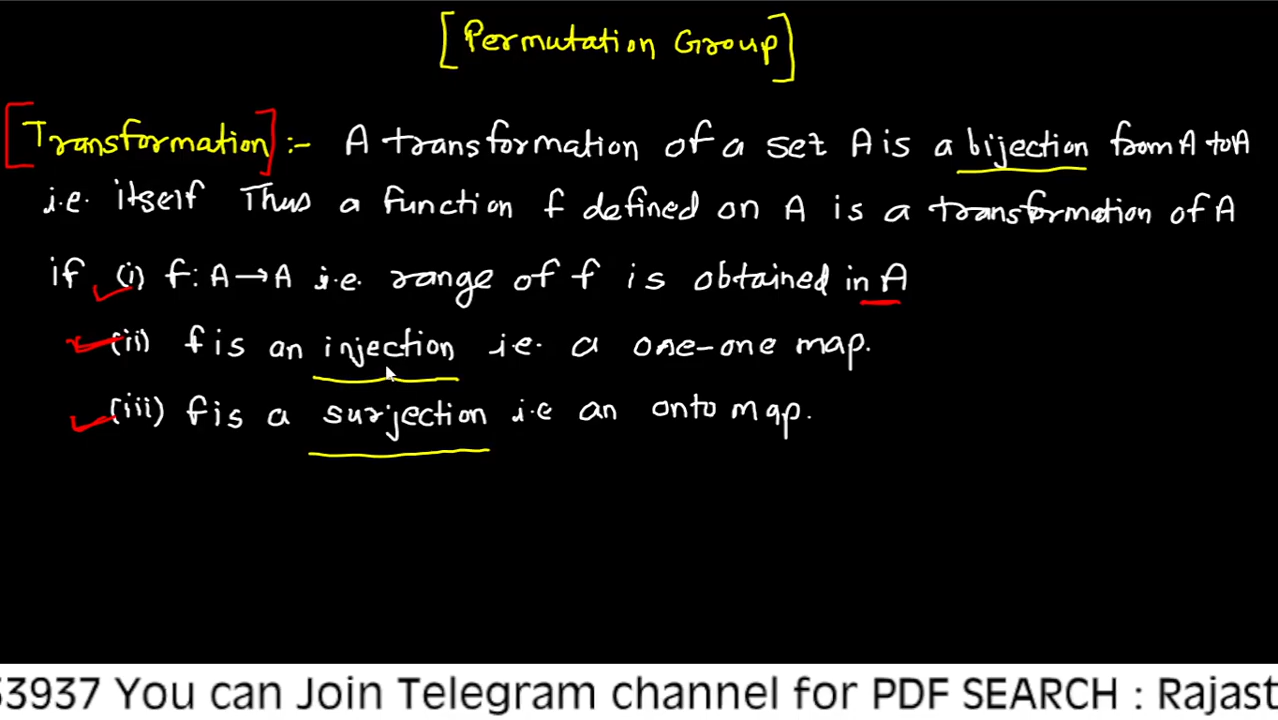 [Permutation Group]
[Transformation] :- A transformation of a set A is a bijection from A to A
i.e. itself Thus a function f defined on A is a transformation of A
if (i) f: A→A i.e. range of f is obtained in A
(ii) f is an injection i.e. a one-one map.
(iii) f is a surjection i.e an onto map.
53937 You can Join Telegram channel for PDF SEARCH : Rajast